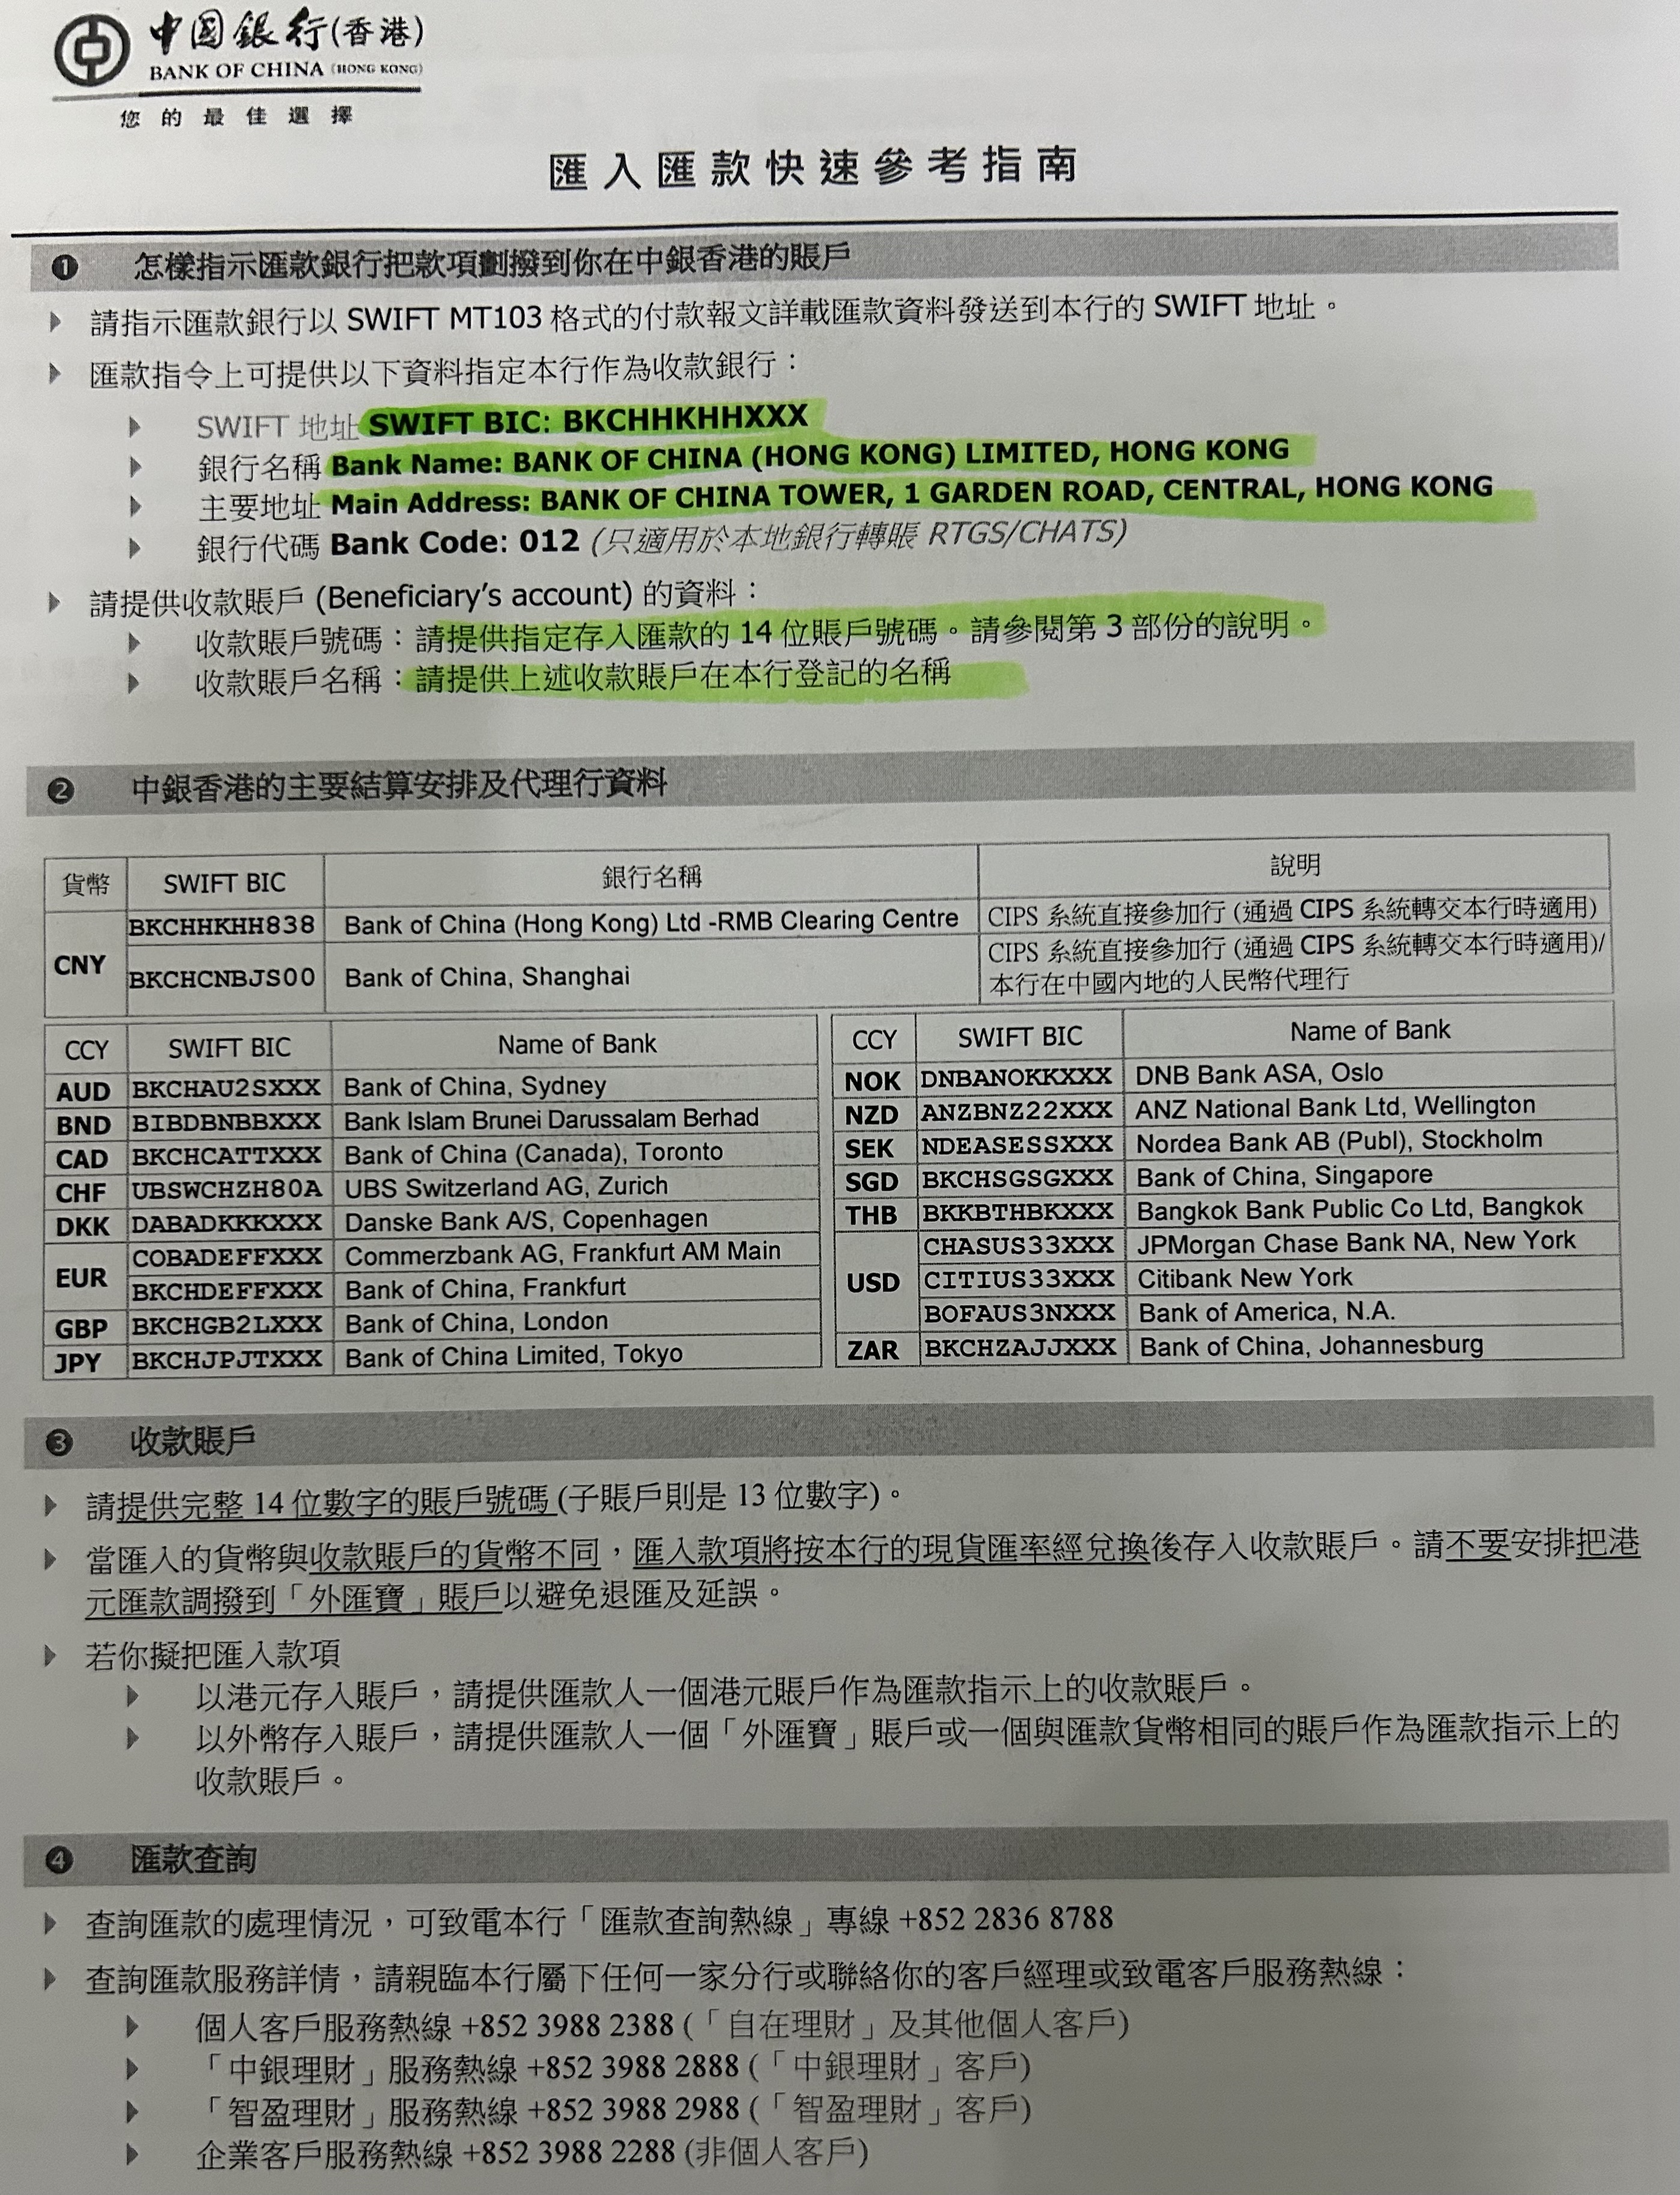 中国銀行(香港)
BANK OF CHINA (HONG KONG)
您的最佳選擇
匯入匯款快速參考指南
❶ 怎樣指示匯款銀行把款項劃撥到你在中銀香港的賬戶
請指示匯款銀行以 SWIFT MT103 格式的付款報文詳載匯款資料發送到本行的 SWIFT 地址。
匯款指令上可提供以下資料指定本行作為收款銀行：
SWIFT 地址 SWIFT BIC: BKCHHKHHXXX
銀行名稱 Bank Name: BANK OF CHINA (HONG KONG) LIMITED, HONG KONG
主要地址 Main Address: BANK OF CHINA TOWER, 1 GARDEN ROAD, CENTRAL, HONG KONG
銀行代碼 Bank Code: 012 (只適用於本地銀行轉賬 RTGS/CHATS)
請提供收款賬戶 (Beneficiary's account) 的資料：
收款賬戶號碼：請提供指定存入匯款的 14 位賬戶號碼。請參閱第 3 部份的說明。
收款賬戶名稱：請提供上述收款賬戶在本行登記的名稱
❷ 中銀香港的主要結算安排及代理行資料
貨幣 SWIFT BIC 銀行名稱 說明
CNY BKCHHKHH838 Bank of China (Hong Kong) Ltd -RMB Clearing Centre CIPS 系統直接參加行 (通過 CIPS 系統轉交本行時適用)
BKCHCNBJS00 Bank of China, Shanghai CIPS 系統直接參加行 (通過 CIPS 系統轉交本行時適用)/
本行在中國內地的人民幣代理行
CCY SWIFT BIC Name of Bank
AUD BKCHAU2SXXX Bank of China, Sydney
BND BIBDBNBBXXX Bank Islam Brunei Darussalam Berhad
CAD BKCHCATTXXX Bank of China (Canada), Toronto
CHF UBSWCHZH80A UBS Switzerland AG, Zurich
DKK DABADKKKXXX Danske Bank A/S, Copenhagen
EUR COBADEFFXXX Commerzbank AG, Frankfurt AM Main
BKCHDEFFXXX Bank of China, Frankfurt
GBP BKCHGB2LXXX Bank of China, London
JPY BKCHJPJTXXX Bank of China Limited, Tokyo
CCY SWIFT BIC Name of Bank
NOK DNBANOKKXXX DNB Bank ASA, Oslo
NZD ANZBNZ22XXX ANZ National Bank Ltd, Wellington
SEK NDEASESSXXX Nordea Bank AB (Publ), Stockholm
SGD BKCHSGSGXXX Bank of China, Singapore
THB BKKBTHBKXXX Bangkok Bank Public Co Ltd, Bangkok
USD CHASUS33XXX JPMorgan Chase Bank NA, New York
CITIUS33XXX Citibank New York
BOFAUS3NXXX Bank of America, N.A.
ZAR BKCHZAJJXXX Bank of China, Johannesburg
❸ 收款賬戶
請提供完整 14 位數字的賬戶號碼 (子賬戶則是 13 位數字)。
當匯入的貨幣與收款賬戶的貨幣不同，匯入款項將按本行的現貨匯率經兌換後存入收款賬戶。請不要安排把港
元匯款調撥到「外匯寶」賬戶以避免退匯及延誤。
若你擬把匯入款項
以港元存入賬戶，請提供匯款人一個港元賬戶作為匯款指示上的收款賬戶。
以外幣存入賬戶，請提供匯款人一個「外匯寶」賬戶或一個與匯款貨幣相同的賬戶作為匯款指示上的
收款賬戶。
❹ 匯款查詢
查詢匯款的處理情況，可致電本行「匯款查詢熱線」專線 +852 2836 8788
查詢匯款服務詳情，請親臨本行屬下任何一家分行或聯絡你的客戶經理或致電客戶服務熱線：
個人客戶服務熱線 +852 3988 2388 (「自在理財」及其他個人客戶)
「中銀理財」服務熱線 +852 3988 2888 (「中銀理財」客戶)
「智盈理財」服務熱線 +852 3988 2988 (「智盈理財」客戶)
企業客戶服務熱線 +852 3988 2288 (非個人客戶)